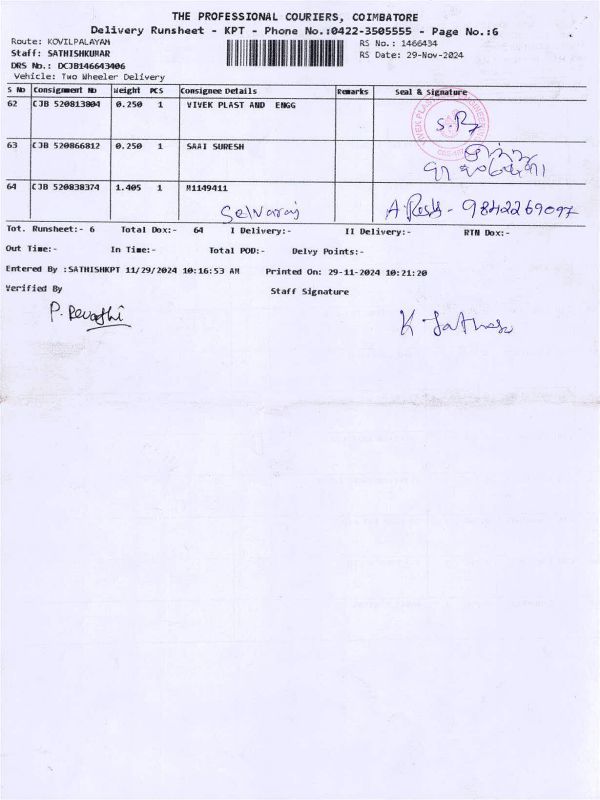 THE PROFESSIONAL COURIERS, COIMBATORE
Delivery Runsheet - KPT - Phone No.:0422-3505555 - Page No.:6
Route: KOVILPALAYAM
RS No.: 1466434
Staff: SATHISHKUMAR
RS Date: 29-Nov-2024
DRS No.: DCJB146643406
Vehicle: Two Wheeler Delivery
S No Consignment No Weight PCS Consignee Details Remarks Seal & Signature
62 CJB 520813804 0.250 1 VIVEK PLAST AND ENGG
S. R
63 CJB 520866812 0.250 1 SAAI SURESH
64 CJB 520838374 1.405 1 M1149411
Selvaraj A. - 9842269097
Tot. Runsheet:- 6 Total Dox:- 64 I Delivery:- II Delivery:- RTN Dox:-
Out Time:- In Time:- Total POD:- Delvy Points:-
Entered By :SATHISHKPT 11/29/2024 10:16:53 AM Printed On: 29-11-2024 10:21:20
Verified By Staff Signature
P. Revathi
K